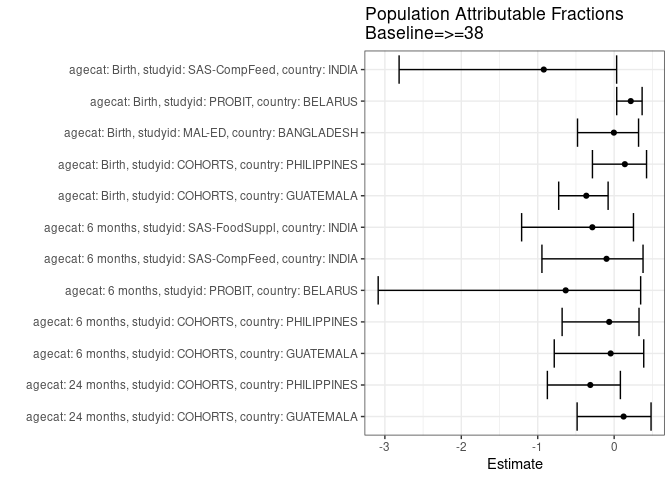 Population Attributable Fractions
Baseline=>=38
agecat: Birth, studyid: SAS-CompFeed, country: INDIA
agecat: Birth, studyid: PROBIT, country: BELARUS
agecat: Birth, studyid: MAL-ED, country: BANGLADESH
agecat: Birth, studyid: COHORTS, country: PHILIPPINES
agecat: Birth, studyid: COHORTS, country: GUATEMALA
agecat: 6 months, studyid: SAS-FoodSuppl, country: INDIA
agecat: 6 months, studyid: SAS-CompFeed, country: INDIA
agecat: 6 months, studyid: PROBIT, country: BELARUS
agecat: 6 months, studyid: COHORTS, country: PHILIPPINES
agecat: 6 months, studyid: COHORTS, country: GUATEMALA
agecat: 24 months, studyid: COHORTS, country: PHILIPPINES
agecat: 24 months, studyid: COHORTS, country: GUATEMALA
-3 -2 -1 0
Estimate